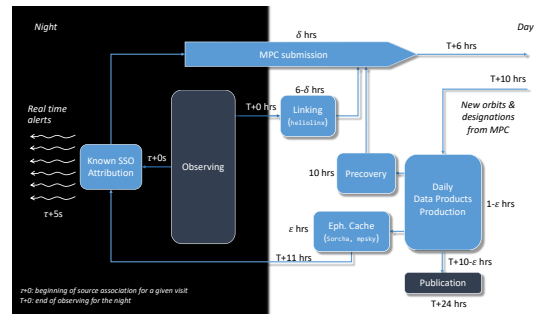 Night
Day
δ hrs
MPC submission
T+6 hrs
T+10 hrs
Real time
alerts
T+0 hrs
6-δ hrs
Linking
(heliolinx)
New orbits &
designations
from MPC
Known SSO
Attribution
τ+0s
Observing
τ+5s
10 hrs
Precovery
Daily
Data Products
Production
1-ε hrs
ε hrs
Eph. Cache
(Sorcha, mpsky)
T+11 hrs
T+10-ε hrs
Publication
T+24 hrs
τ+0: beginning of source association for a given visit
T+0: end of observing for the night